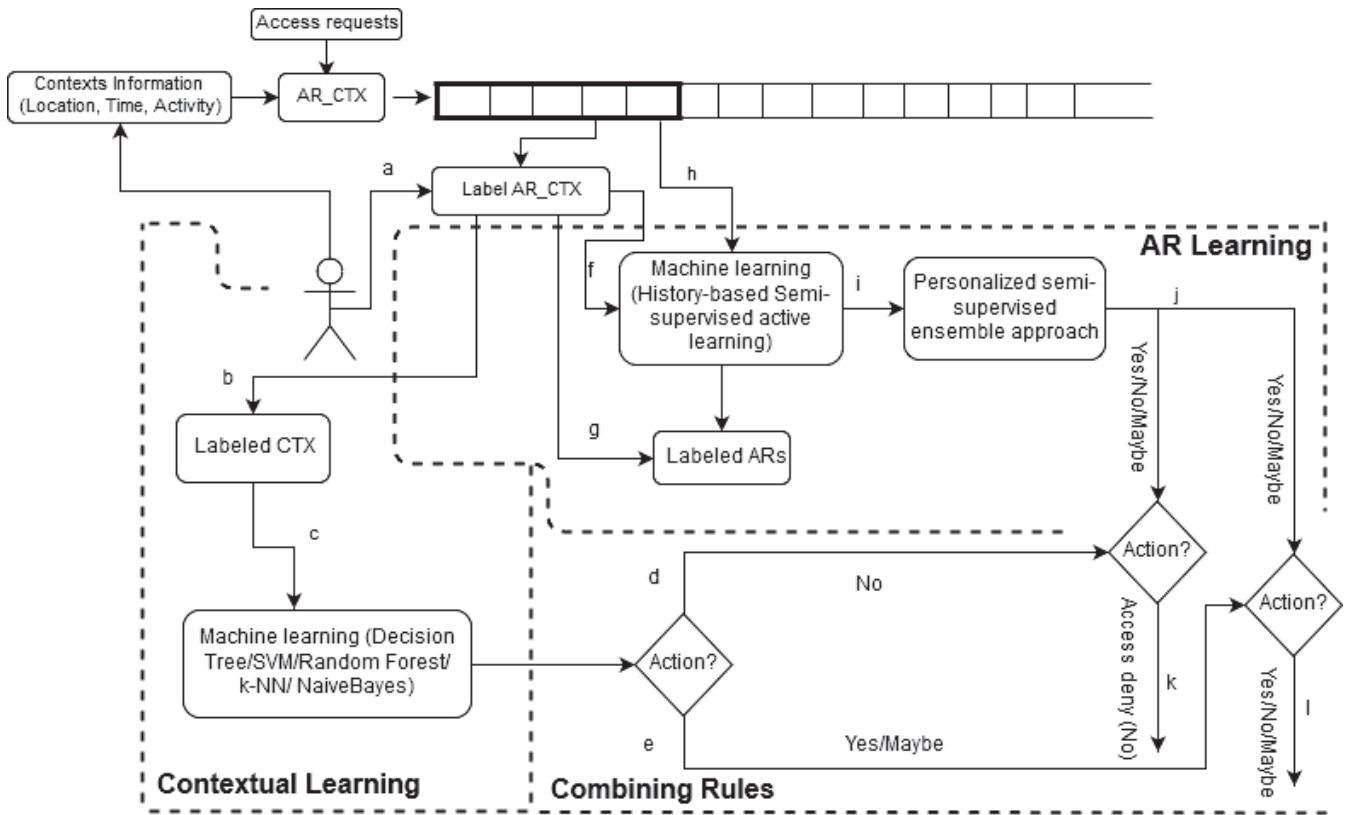 Access requests
Contexts Information
(Location, Time, Activity)
AR_CTX
a
Label AR_CTX
h
AR Learning
f
Machine learning
(History-based Semi-
supervised active
learning)
i
Personalized semi-
supervised
ensemble approach
j
Yes/No/Maybe
Yes/No/Maybe
b
Labeled CTX
g
Labeled ARs
c
d
No
Action?
Action?
Machine learning (Decision
Tree/SVM/Random Forest/
k-NN/ NaiveBayes)
Action?
Access deny (No)
k
e
Yes/Maybe
Yes/No/Maybe
l
Contextual Learning
Combining Rules